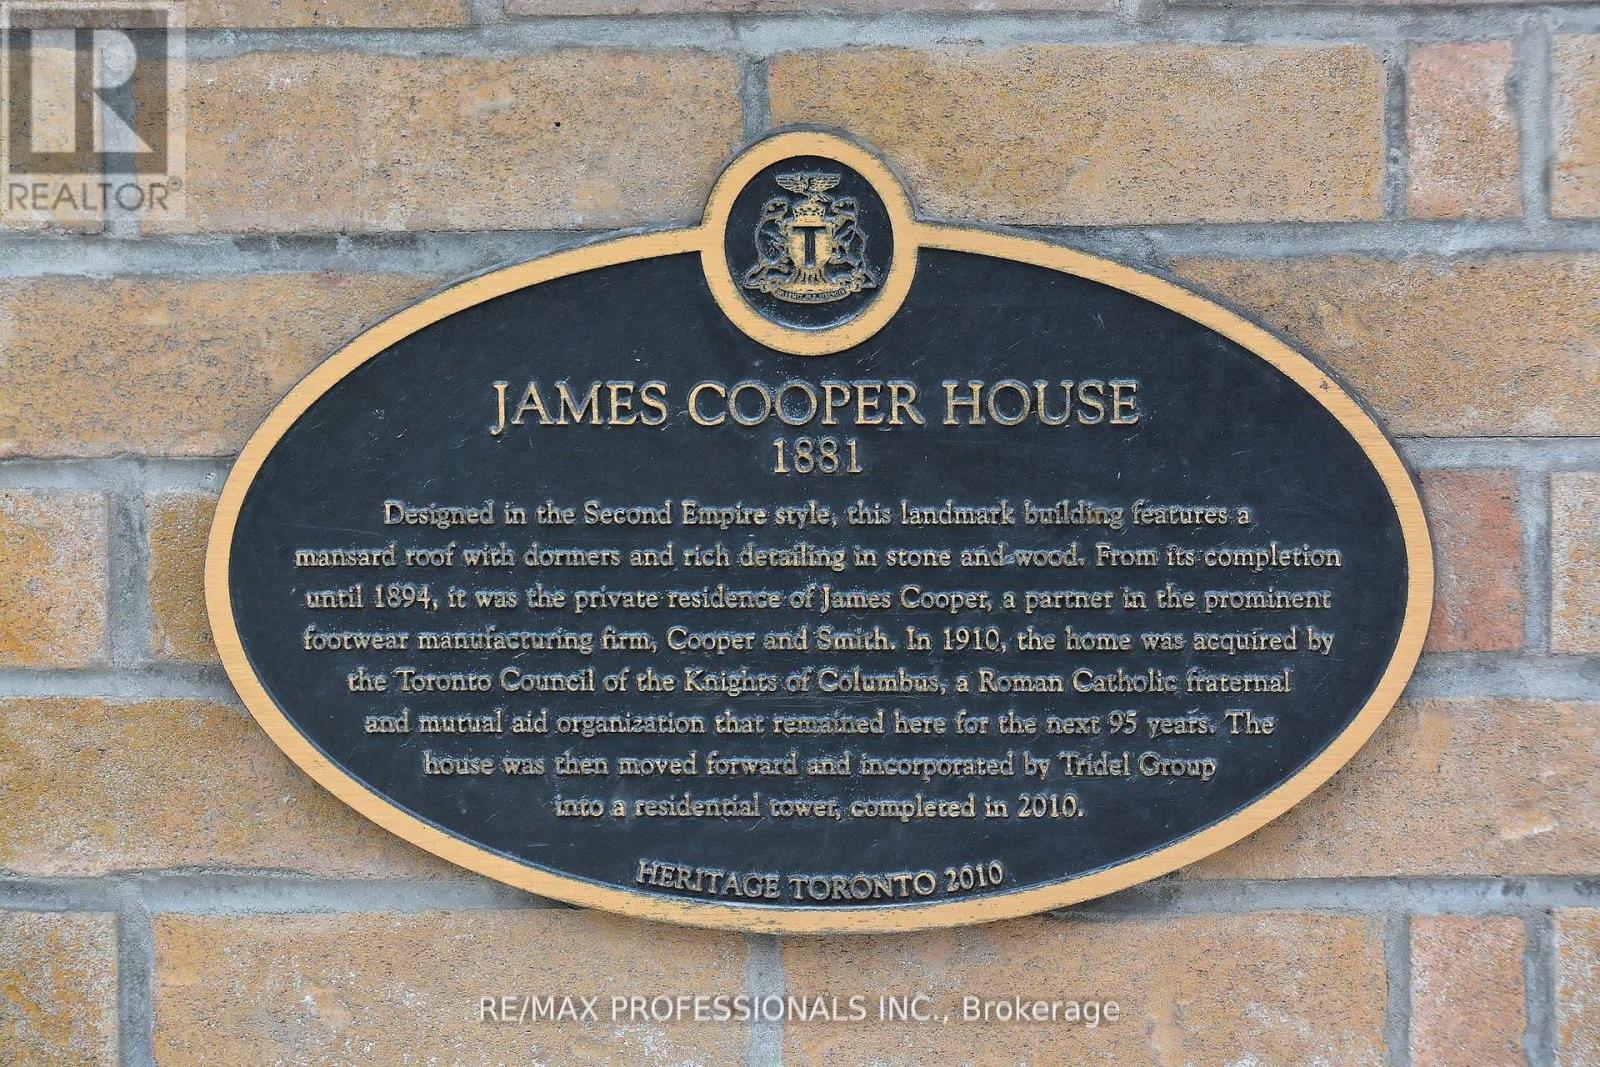 REALTOR®
T
JAMES COOPER HOUSE
1881
Designed in the Second Empire style, this landmark building features a
mansard roof with dormers and rich detailing in stone and wood. From its completion
until 1894, it was the private residence of James Cooper, a partner in the prominent
footwear manufacturing firm, Cooper and Smith. In 1910, the home was acquired by
the Toronto Council of the Knights of Columbus, a Roman Catholic fraternal
and mutual aid organization that remained here for the next 95 years. The
house was then moved forward and incorporated by Tridel Group
into a residential tower, completed in 2010.
HERITAGE TORONTO 2010
RE/MAX PROFESSIONALS INC., Brokerage